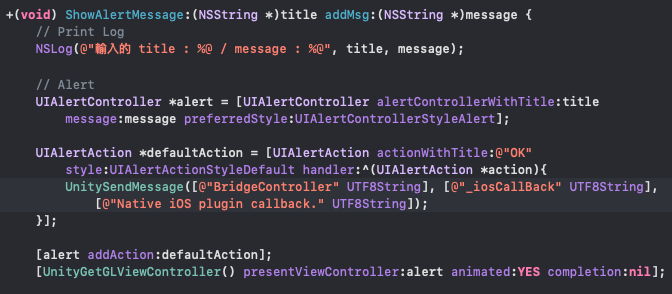 +(void) ShowAlertMessage:(NSString *)title addMsg:(NSString *)message {
// Print Log
NSLog(@"輸入的 title : %@ / message : %@", title, message);
// Alert
UIAlertController *alert = [UIAlertController alertControllerWithTitle:title
message:message preferredStyle:UIAlertControllerStyleAlert];
UIAlertAction *defaultAction = [UIAlertAction actionWithTitle:@"OK"
style:UIAlertActionStyleDefault handler:^(UIAlertAction *action){
UnitySendMessage([@"BridgeController" UTF8String], [@"_iosCallBack" UTF8String],
[@"Native iOS plugin callback." UTF8String]);
}];
[alert addAction:defaultAction];
[UnityGetGLViewController() presentViewController:alert animated:YES completion:nil];